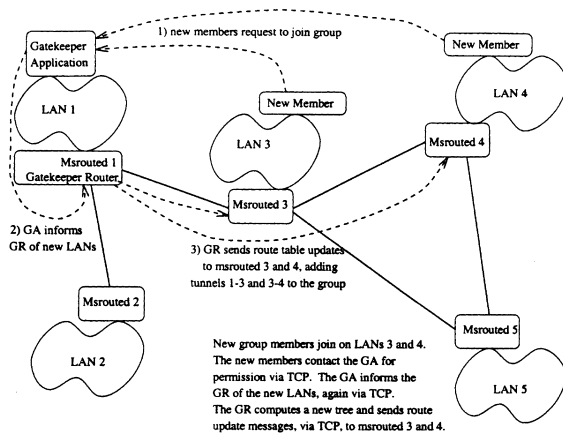 1) new members request to join group
Gatekeeper
Application
New Member
LAN 1
New Member
LAN 4
LAN 3
Msrouted 1
Gatekeeper Router
Msrouted 4
Msrouted 3
2) GA informs
GR of new LANs
3) GR sends route table updates
to msrouted 3 and 4, adding
tunnels 1-3 and 3-4 to the group
Msrouted 2
LAN 2
Msrouted 5
LAN 5
New group members join on LANs 3 and 4.
The new members contact the GA for
permission via TCP. The GA informs the
GR of the new LANs, again via TCP.
The GR computes a new tree and sends route
update messages, via TCP, to msrouted 3 and 4.